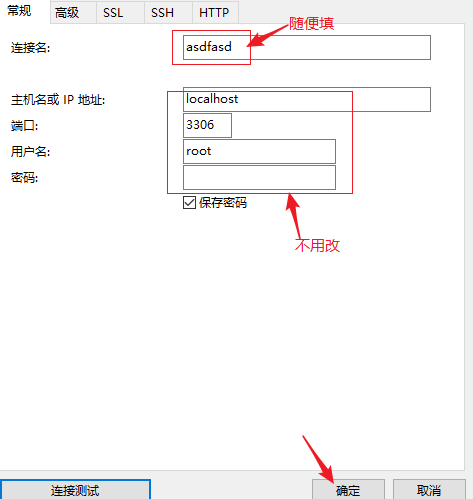 常规 高级 SSL SSH HTTP
随便填
连接名: asdfasd
主机名或 IP 地址: localhost
端口: 3306
用户名: root
密码:
保存密码
不用改
连接测试 确定 取消